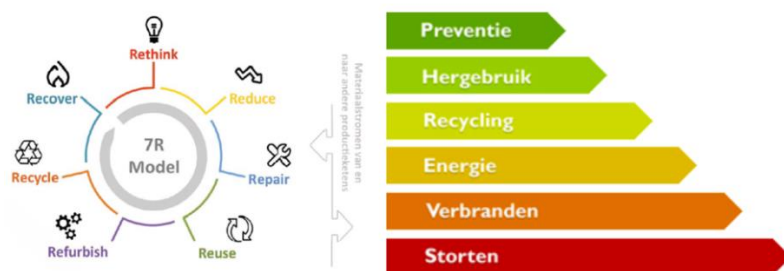 Rethink
Reduce
Repair
Reuse
Refurbish
Recycle
Recover
7R
Model
Materiaalstromen van en
naar andere productieketens
Preventie
Hergebruik
Recycling
Energie
Verbranden
Storten